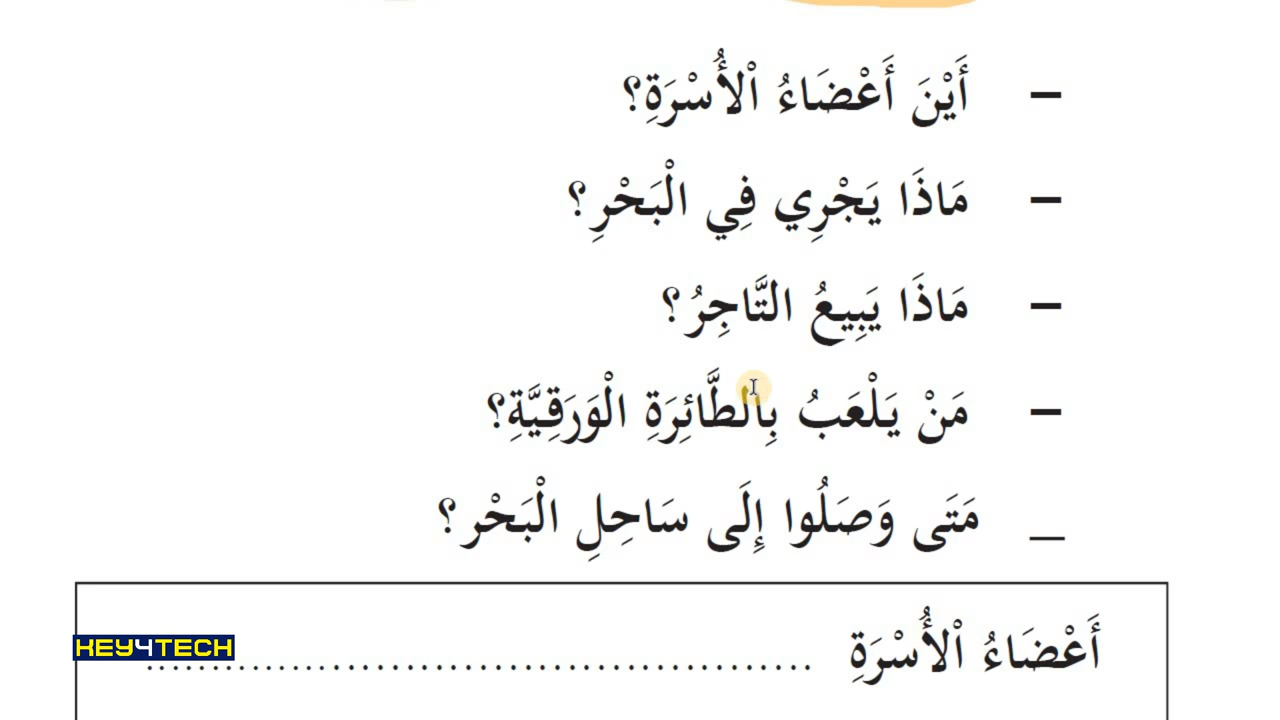 – أَيْنَ أَعْضَاءُ الْأُسْرَةِ؟
– مَاذَا يَجْرِي فِي الْبَحْرِ؟
– مَاذَا يَبِيعُ التَّاجِرُ؟
– مَنْ يَلْعَبُ بِالطَّائِرَةِ الْوَرَقِيَّةِ؟
_ مَتَى وَصَلُوا إِلَى سَاحِلِ الْبَحْر؟
أَعْضَاءُ الْأُسْرَةِ ..............................................
KEY4TECH